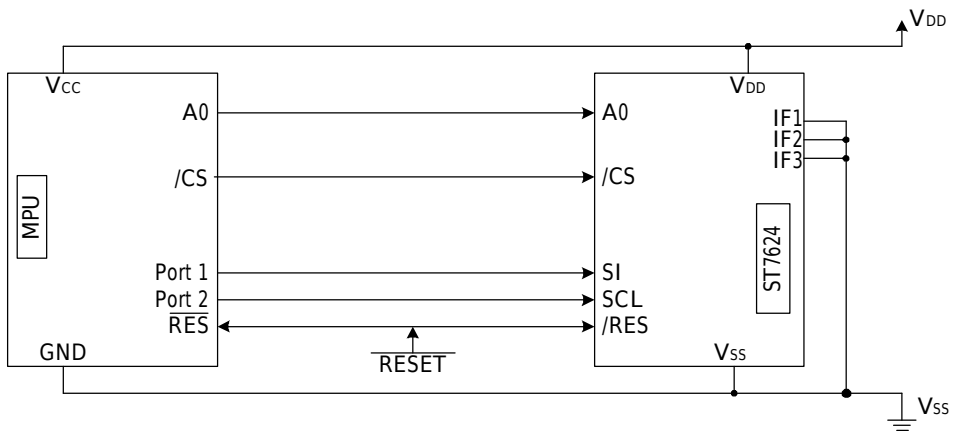 VDD
VCC
VDD
A0
A0
IF1
IF2
IF3
/CS
/CS
MPU
ST7624
Port 1
SI
Port 2
SCL
RES
/RES
GND
RESET
VSS
VSS